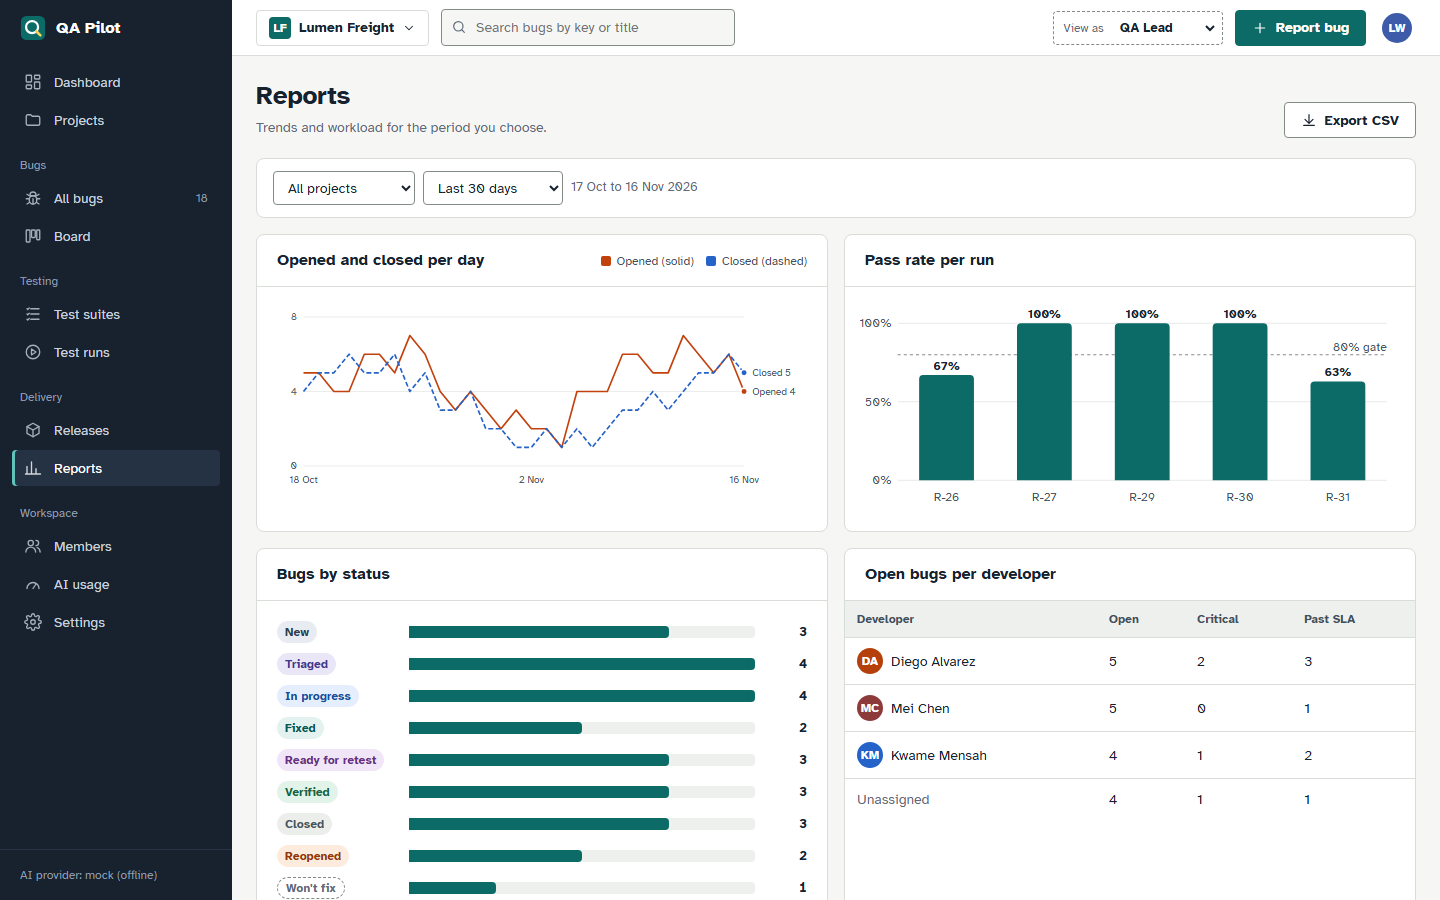 QA Pilot
LF Lumen Freight
Search bugs by key or title
View as QA Lead
Report bug
LW
Dashboard
Projects
Bugs
All bugs 18
Board
Testing
Test suites
Test runs
Delivery
Releases
Reports
Workspace
Members
AI usage
Settings
AI provider: mock (offline)
Reports
Trends and workload for the period you choose.
Export CSV
All projects
Last 30 days
17 Oct to 16 Nov 2026
Opened and closed per day
Opened (solid)
Closed (dashed)
8
4
0
Closed 5
Opened 4
18 Oct
2 Nov
16 Nov
Pass rate per run
100%
50%
0%
80% gate
67%
100%
100%
100%
63%
R-26
R-27
R-29
R-30
R-31
Bugs by status
New 3
Triaged 4
In progress 4
Fixed 2
Ready for retest 3
Verified 3
Closed 3
Reopened 2
Won't fix 1
Open bugs per developer
Developer Open Critical Past SLA
DA Diego Alvarez 5 2 3
MC Mei Chen 5 0 1
KM Kwame Mensah 4 1 2
Unassigned 4 1 1